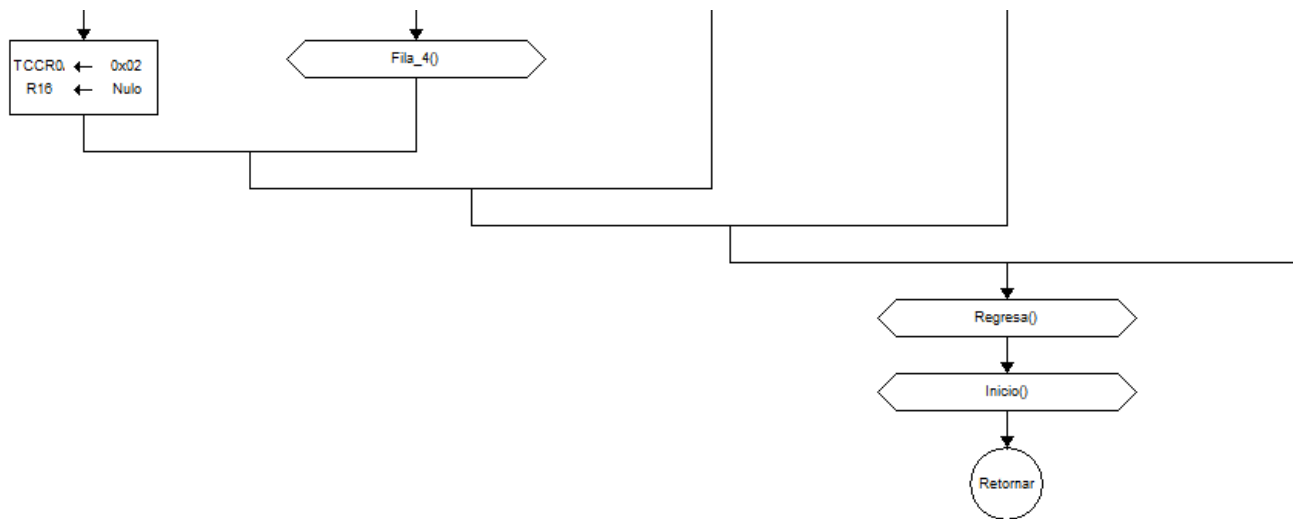 TCCR0. ← 0x02
R16 ← Nulo
Fila_4()
Regresa()
Inicio()
Retornar